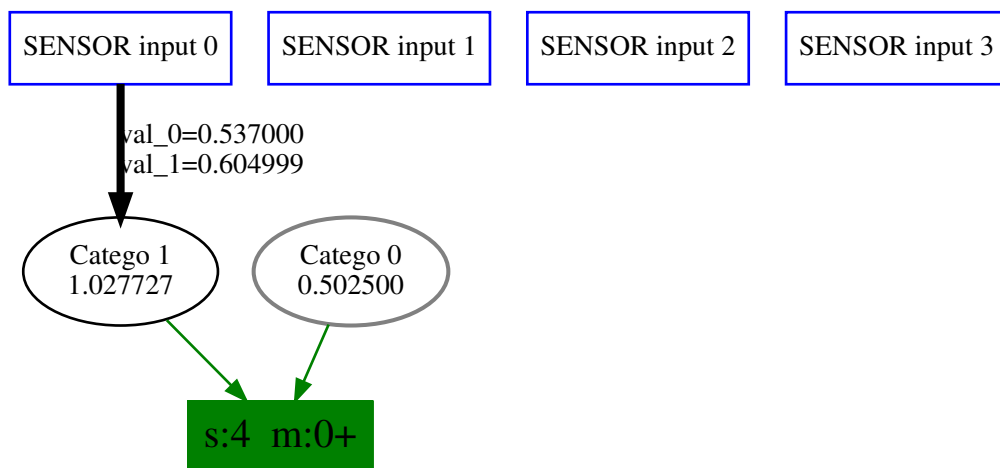 SENSOR input 0
SENSOR input 1
SENSOR input 2
SENSOR input 3
val_0=0.537000
val_1=0.604999
Catego 1
1.027727
Catego 0
0.502500
s:4  m:0+